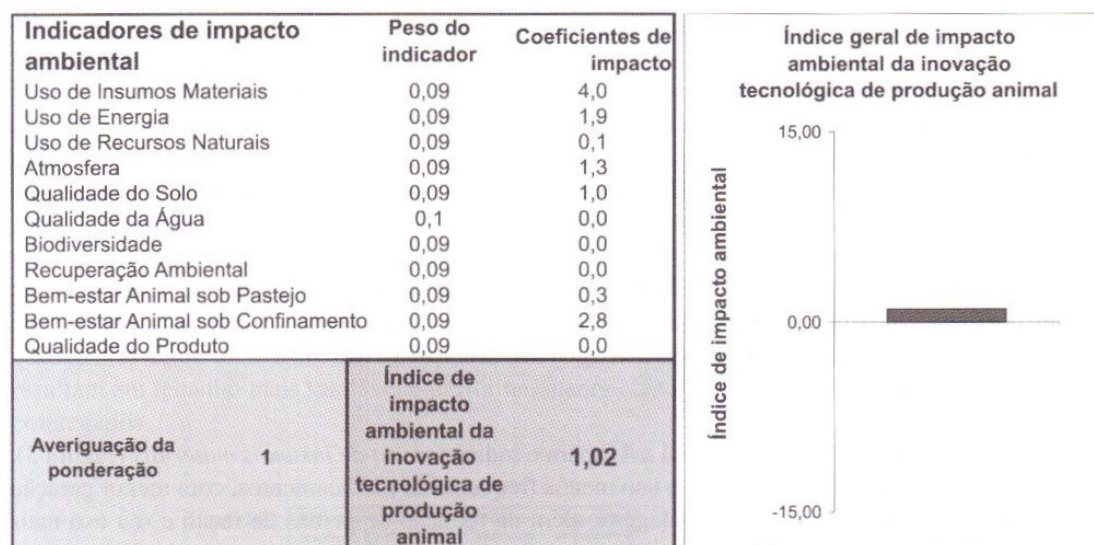 Indicadores de impacto ambiental Peso do indicador Coeficientes de impacto
Uso de Insumos Materiais 0,09 4,0
Uso de Energia 0,09 1,9
Uso de Recursos Naturais 0,09 0,1
Atmosfera 0,09 1,3
Qualidade do Solo 0,09 1,0
Qualidade da Água 0,1 0,0
Biodiversidade 0,09 0,0
Recuperação Ambiental 0,09 0,0
Bem-estar Animal sob Pastejo 0,09 0,3
Bem-estar Animal sob Confinamento 0,09 2,8
Qualidade do Produto 0,09 0,0
Averiguação da
ponderação
1
Índice de
impacto
ambiental da
inovação
tecnológica de
produção
animal
1,02
Índice geral de impacto
ambiental da inovação
tecnológica de produção animal
Índice de impacto ambiental
15,00
0,00
-15,00